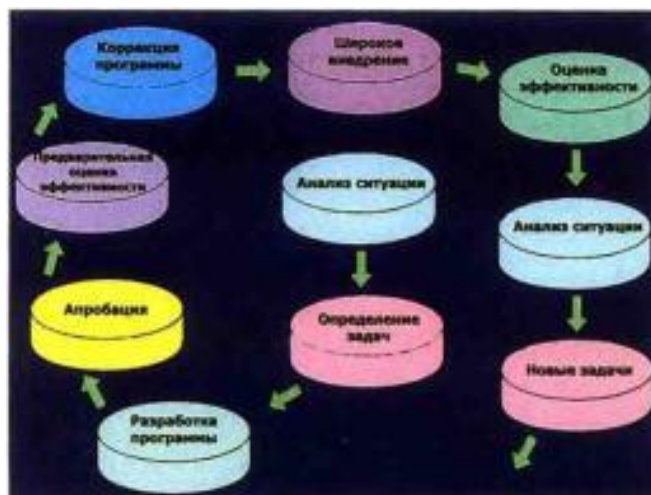 Коррекция
программы
Широкое
внедрение
Оценка
эффективности
Предварительная
оценка
эффективности
Анализ ситуации
Анализ ситуации
Апробация
Определение
задач
Новые задачи
Разработка
программы